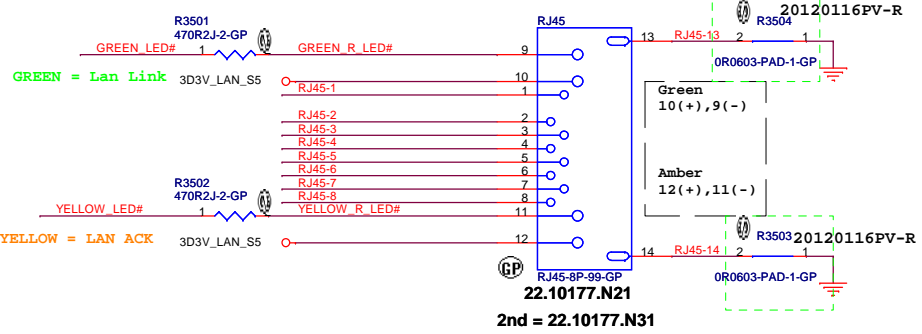 R3501
470R2J-2-GP
GREEN_LED#
1
GREEN_R_LED#
GREEN = Lan Link
3D3V_LAN_S5
RJ45
9
10
1
RJ45-1
2
RJ45-2
3
RJ45-3
4
RJ45-4
5
RJ45-5
6
RJ45-6
7
RJ45-7
8
RJ45-8
R3502
470R2J-2-GP
YELLOW_LED#
1
YELLOW_R_LED#
11
YELLOW = LAN ACK
3D3V_LAN_S5
12
GP
RJ45-8P-99-GP
22.10177.N21
2nd = 22.10177.N31
20120116PV-R
R3504
13
RJ45-13
2
1
0R0603-PAD-1-GP
Green
10(+),9(-)
Amber
12(+),11(-)
R3503
20120116PV-R
14
RJ45-14
2
1
0R0603-PAD-1-GP